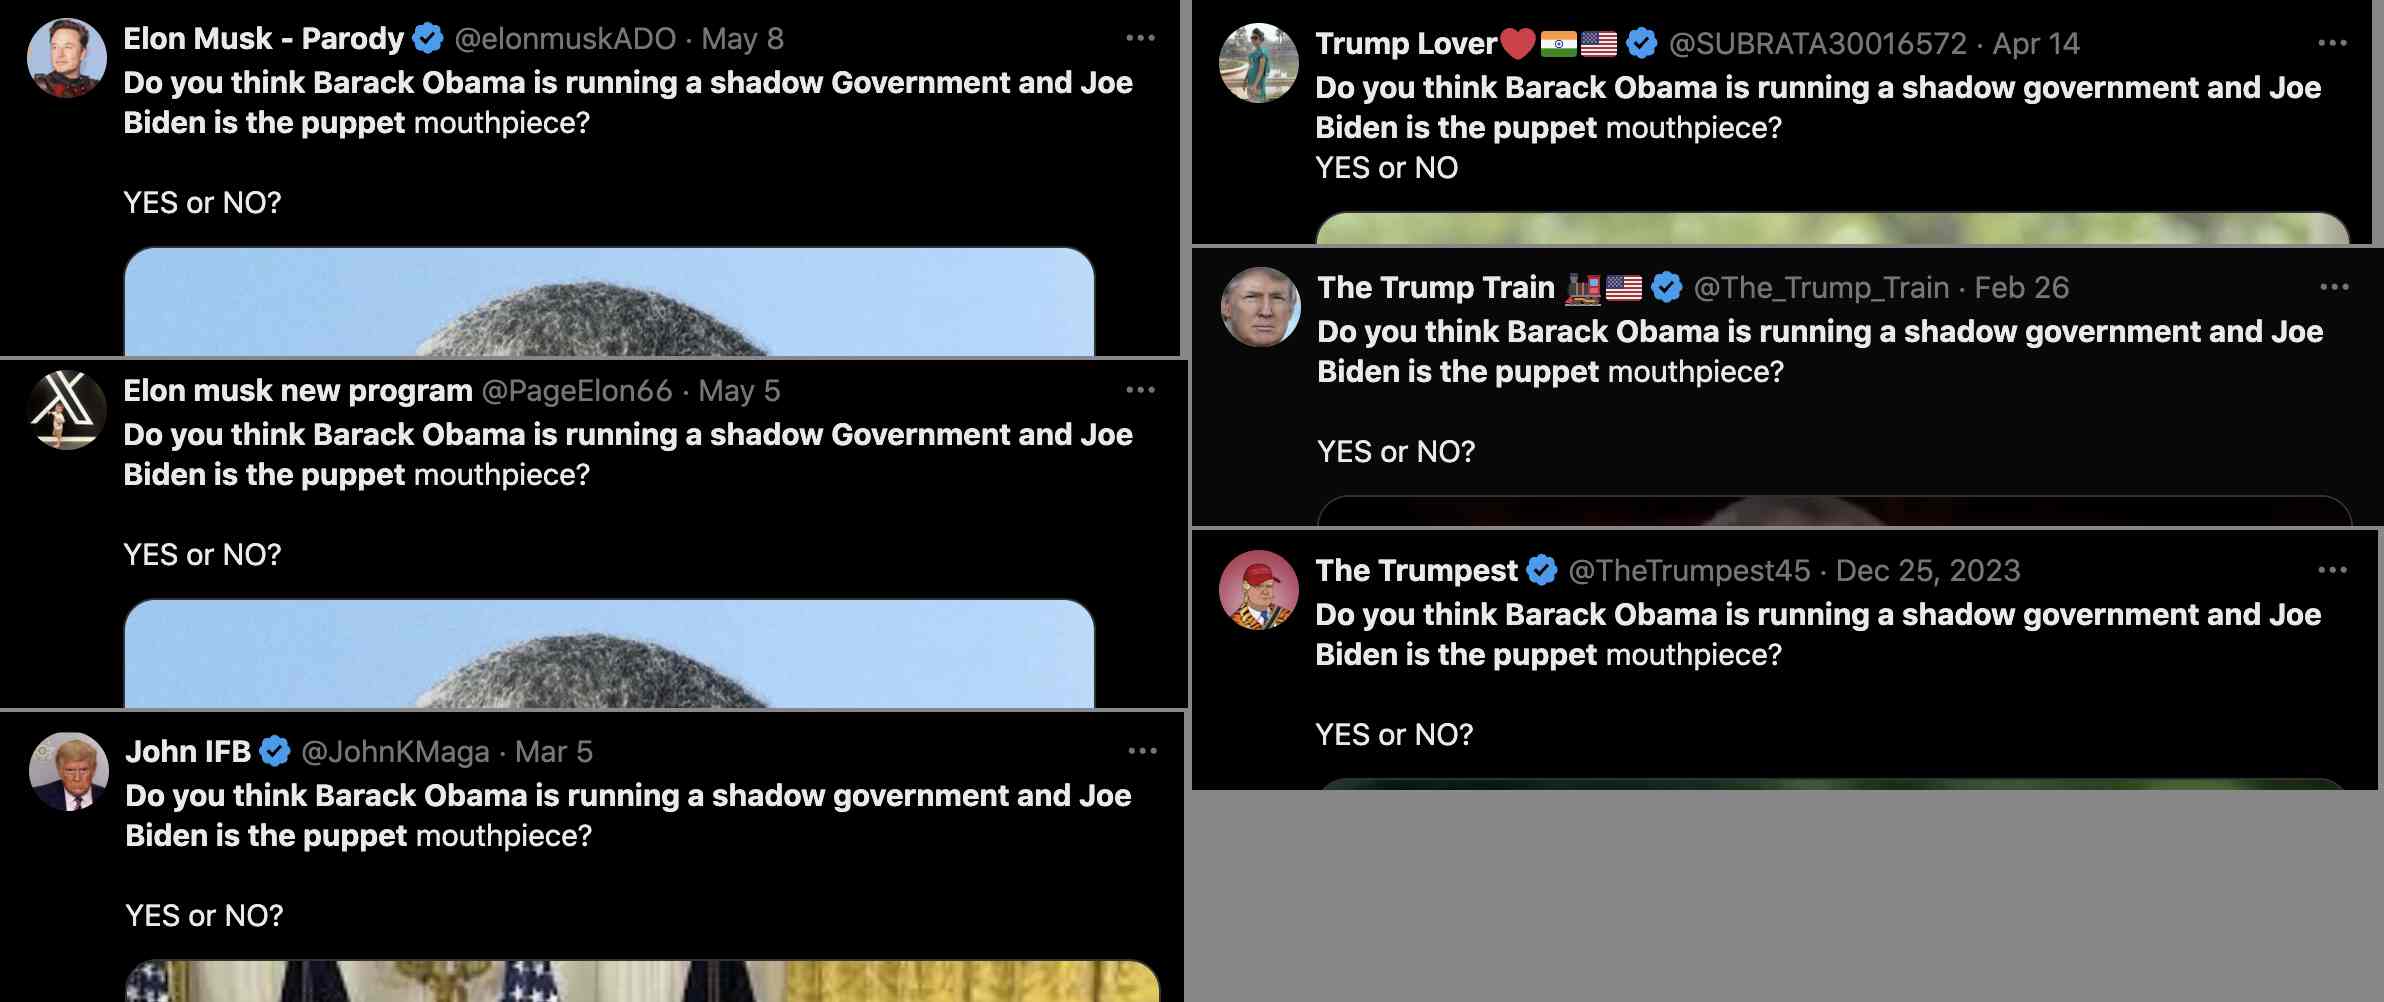 Elon Musk - Parody @elonmuskADO · May 8
Do you think Barack Obama is running a shadow Government and Joe
Biden is the puppet mouthpiece?
YES or NO?
Elon musk new program @PageElon66 · May 5
Do you think Barack Obama is running a shadow Government and Joe
Biden is the puppet mouthpiece?
YES or NO?
John IFB @JohnKMaga · Mar 5
Do you think Barack Obama is running a shadow government and Joe
Biden is the puppet mouthpiece?
YES or NO?
Trump Lover❤️🇮🇳🇺🇸 @SUBRATA30016572 · Apr 14
Do you think Barack Obama is running a shadow government and Joe
Biden is the puppet mouthpiece?
YES or NO
The Trump Train 🚂🇺🇸 @The_Trump_Train · Feb 26
Do you think Barack Obama is running a shadow government and Joe
Biden is the puppet mouthpiece?
YES or NO?
The Trumpest @TheTrumpest45 · Dec 25, 2023
Do you think Barack Obama is running a shadow government and Joe
Biden is the puppet mouthpiece?
YES or NO?